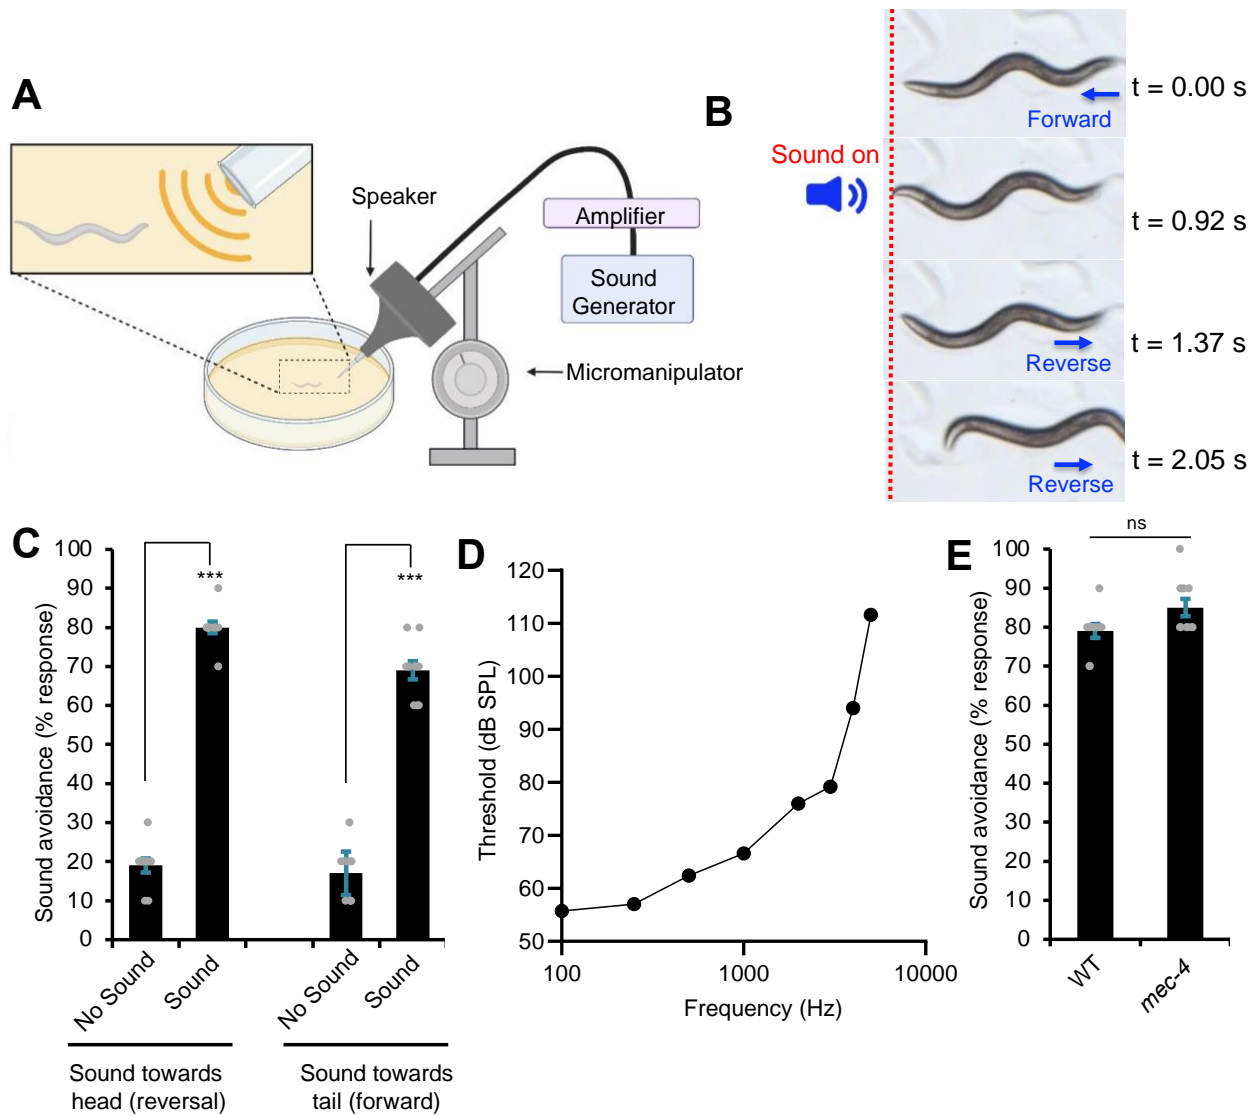 A
Speaker
Amplifier
Sound
Generator
Micromanipulator
B
Sound on
Forward
t = 0.00 s
t = 0.92 s
Reverse
t = 1.37 s
Reverse
t = 2.05 s
C
Sound avoidance (% response)
100
90
80
70
60
50
40
30
20
10
0
***
***
No Sound
Sound
No Sound
Sound
Sound towards
head (reversal)
Sound towards
tail (forward)
D
Threshold (dB SPL)
120
110
100
90
80
70
60
50
100
1000
10000
Frequency (Hz)
E
Sound avoidance (% response)
100
90
80
70
60
50
40
30
20
10
0
ns
WT
mec-4